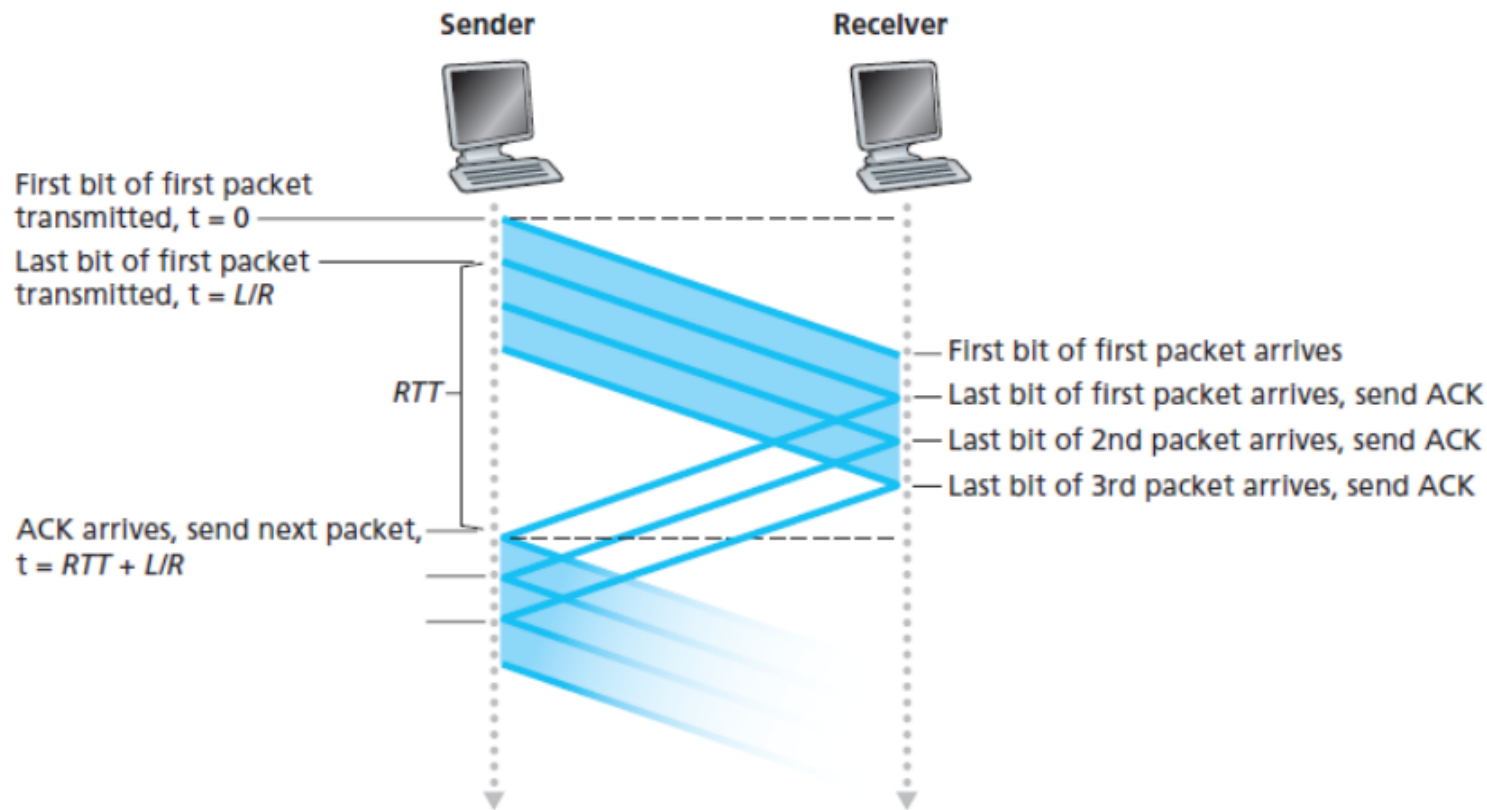 Sender
Receiver
First bit of first packet
transmitted, t = 0
Last bit of first packet
transmitted, t = L/R
First bit of first packet arrives
Last bit of first packet arrives, send ACK
RTT
Last bit of 2nd packet arrives, send ACK
Last bit of 3rd packet arrives, send ACK
ACK arrives, send next packet,
t = RTT + L/R